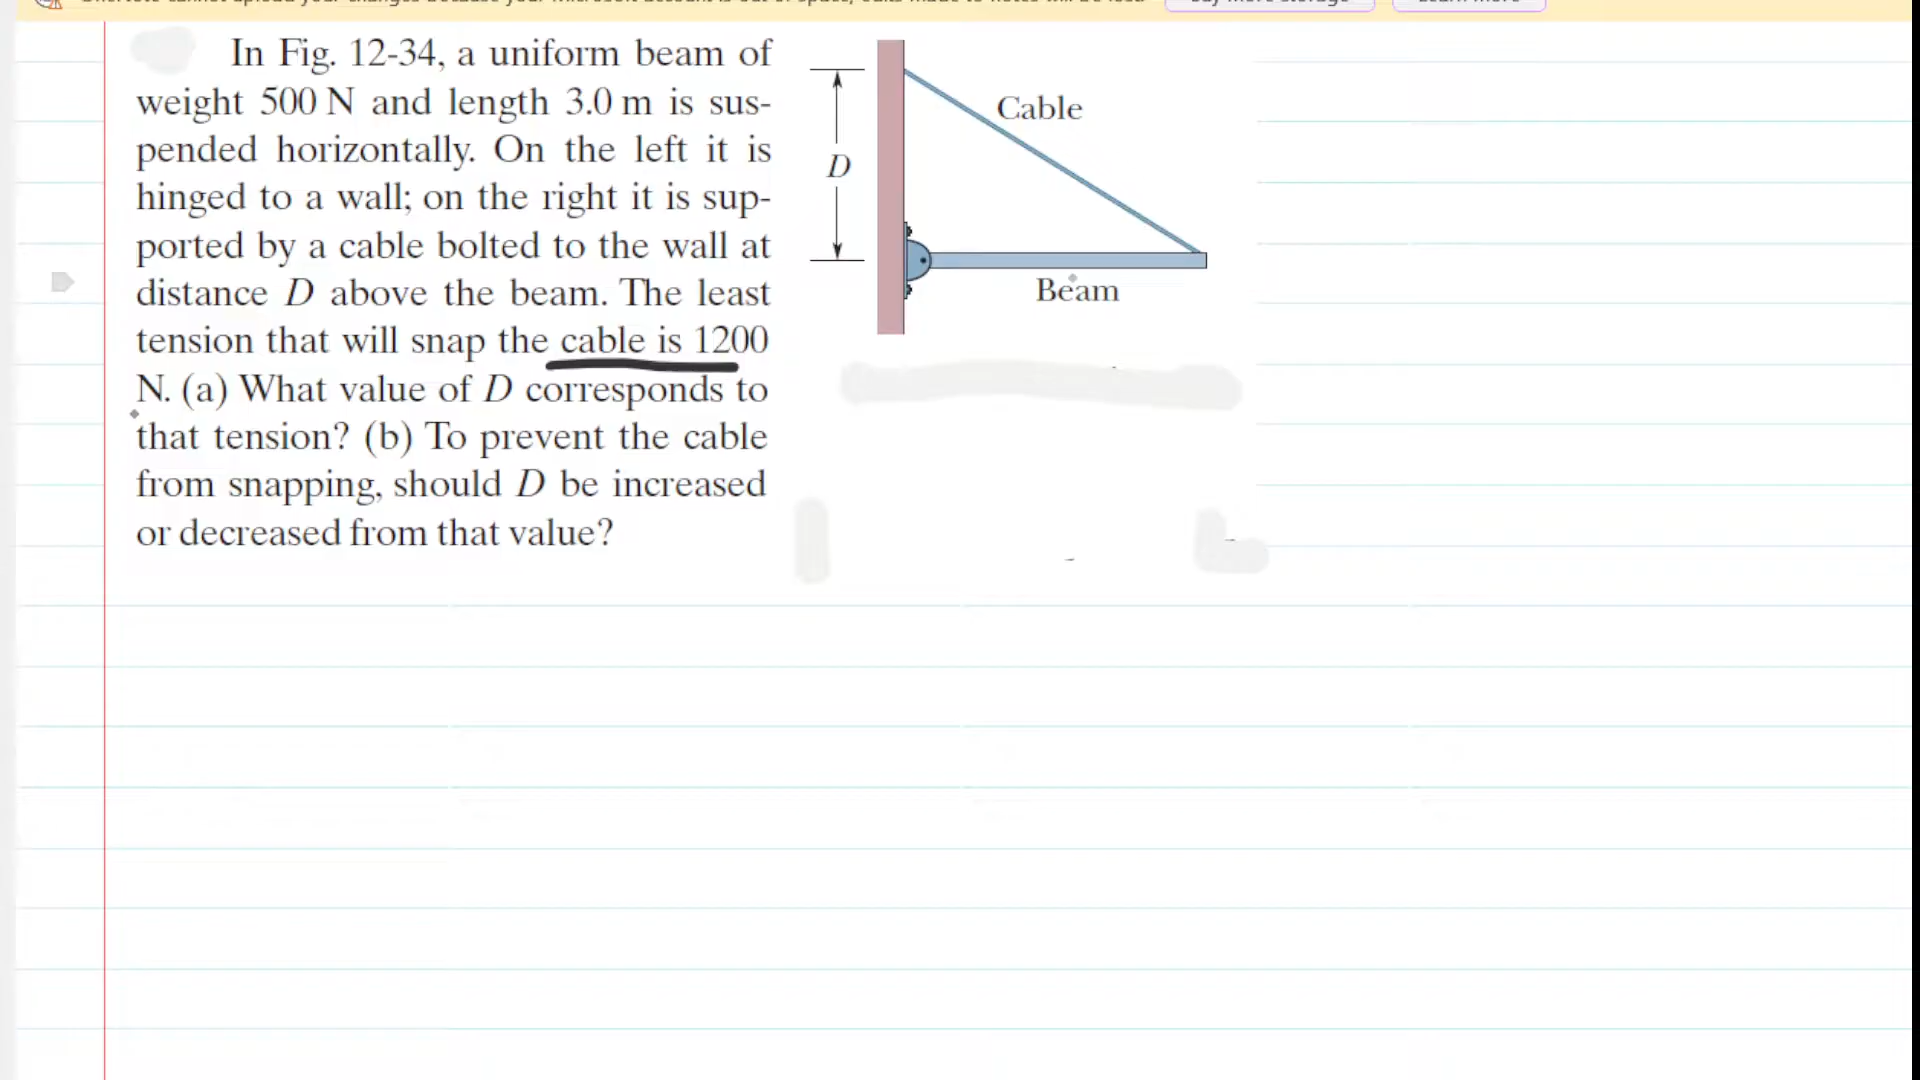 In Fig. 12-34, a uniform beam of
weight 500 N and length 3.0 m is sus-
pended horizontally. On the left it is
hinged to a wall; on the right it is sup-
ported by a cable bolted to the wall at
distance D above the beam. The least
tension that will snap the cable is 1200
N. (a) What value of D corresponds to
that tension? (b) To prevent the cable
from snapping, should D be increased
or decreased from that value?
Cable
D
Beam